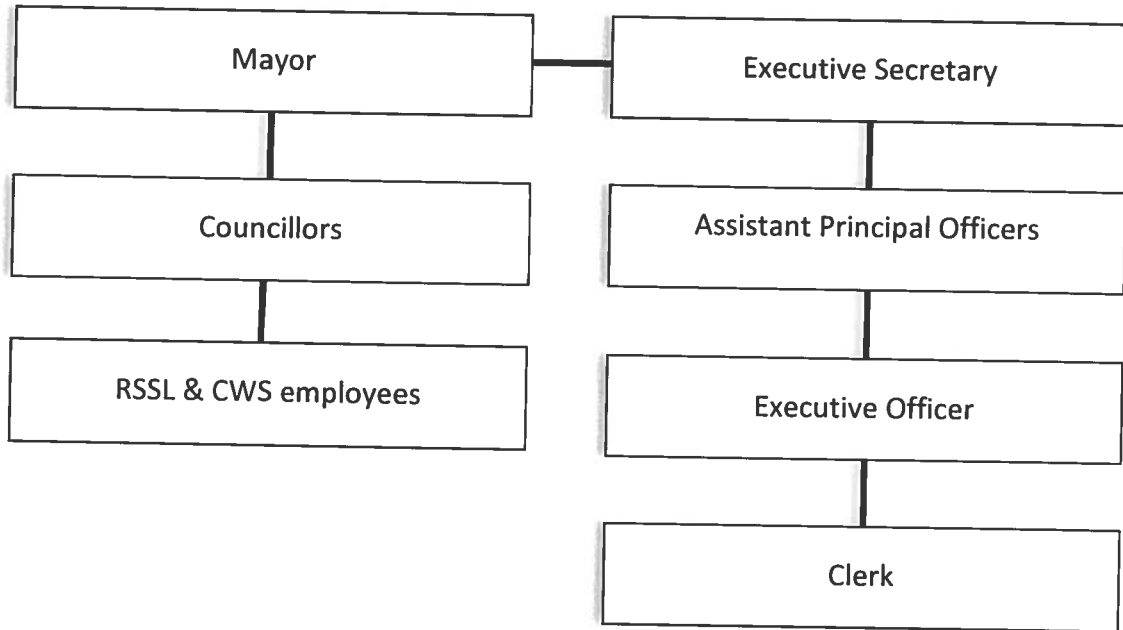 Mayor
Executive Secretary
Councillors
Assistant Principal Officers
RSSL & CWS employees
Executive Officer
Clerk